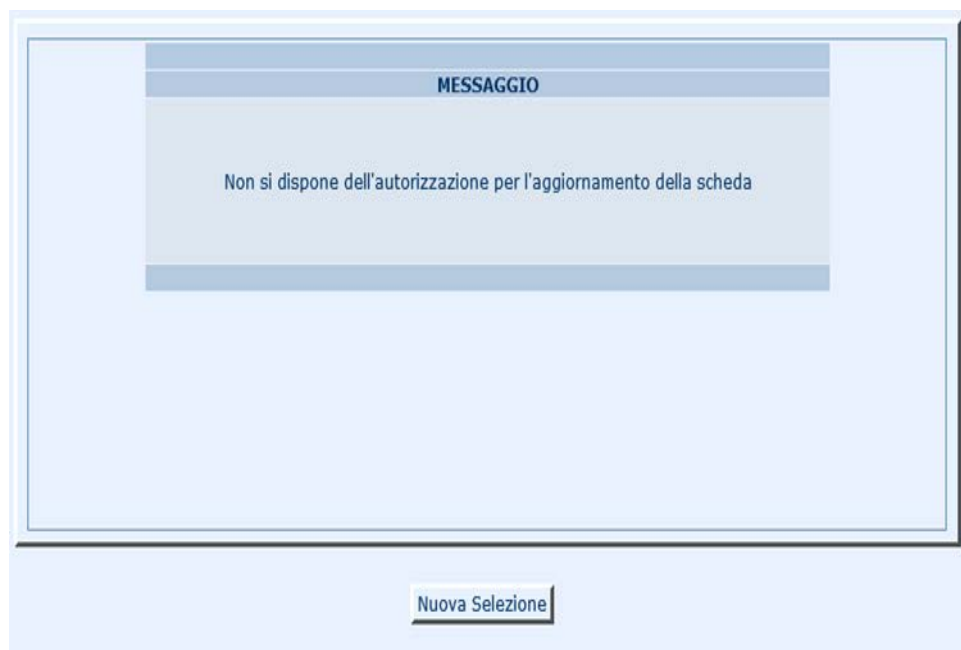 MESSAGGIO
Non si dispone dell'autorizzazione per l'aggiornamento della scheda
Nuova Selezione